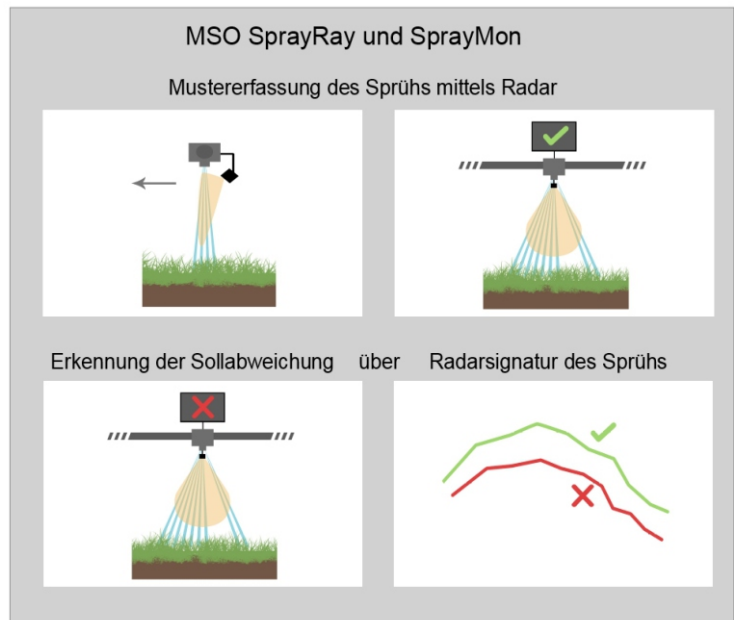 MSO SprayRay und SprayMon
Mustererfassung des Sprühs mittels Radar
Erkennung der Sollabweichung über Radarsignatur des Sprühs